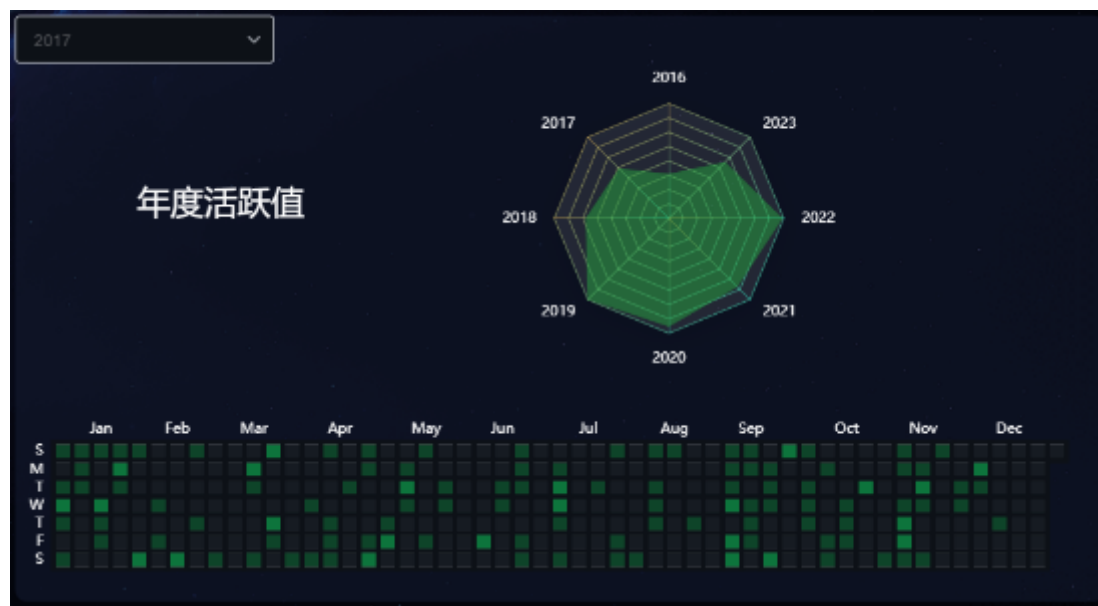 2017
2016
2017
2023
年度活跃值
2018
2022
2019
2021
2020
Jan Feb Mar Apr May Jun Jul Aug Sep Oct Nov Dec
S
M
T
W
T
F
S